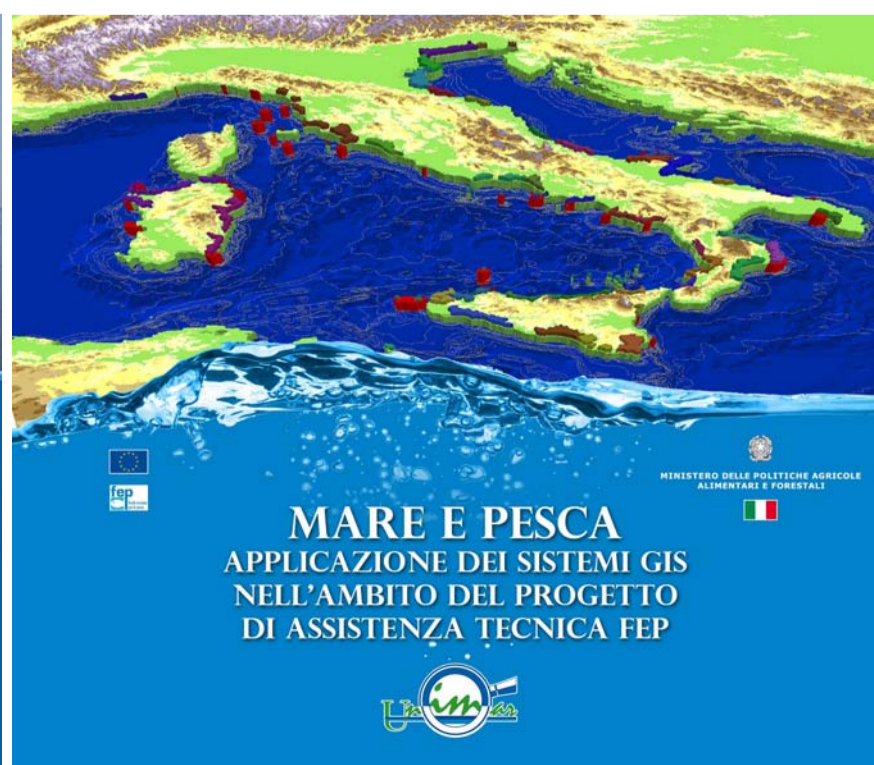 fep
MINISTERO DELLE POLITICHE AGRICOLE
ALIMENTARI E FORESTALI
MARE E PESCA
APPLICAZIONE DEI SISTEMI GIS
NELL'AMBITO DEL PROGETTO
DI ASSISTENZA TECNICA FEP
Unimar